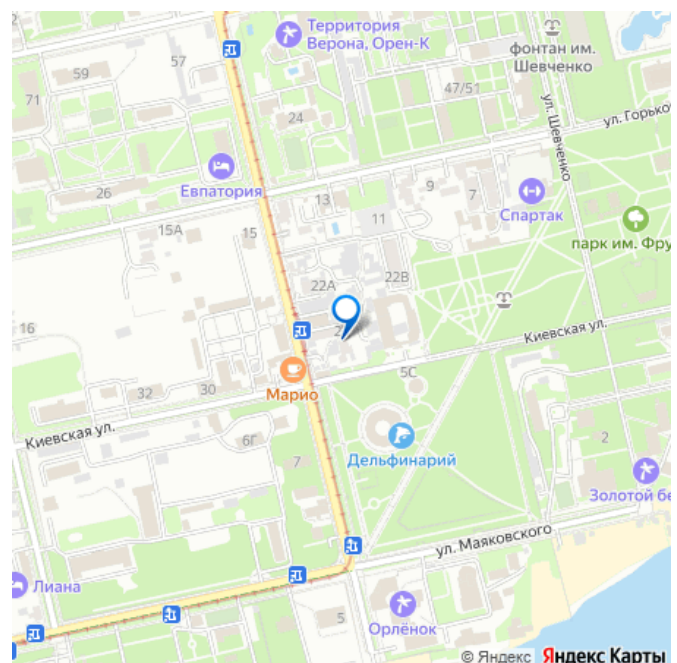 Территория
Верона, Орен-К
57
59
71
фонтан им.
Шевченко
47/51
24
ул. Шевченко
ул. Горько
Евпатория
26
13
9
7
11
Спартак
15А
15
парк им. Фру
22А
22В
16
2
Киевская ул.
5С
32
30
Марио
Киевская ул.
6Г
7
Дельфинарий
2
Золотой бе
ул. Маяковского
Лиана
5
Орлёнок
© Яндекс Яндекс Карты